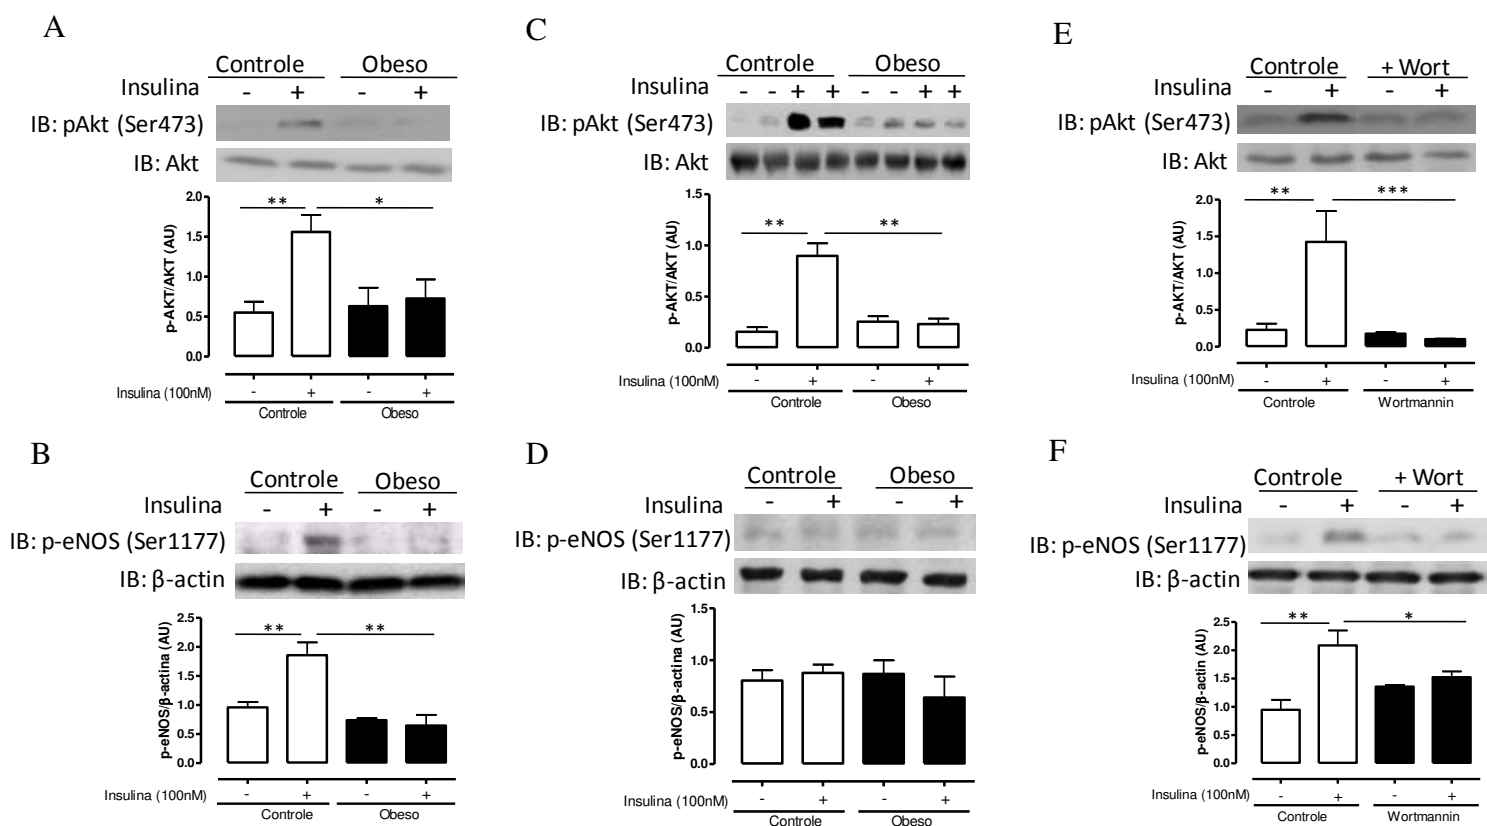 A
Controle Obeso
Insulina - + - +
IB: pAkt (Ser473)
IB: Akt
p-AKT/AKT (AU)
2.0
1.5
1.0
0.5
0.0
** *
Insulina (100nM) - + - +
Controle Obeso
B
Controle Obeso
Insulina - + - +
IB: p-eNOS (Ser1177)
IB: β-actin
p-eNOS/β-actina (AU)
2.5
2.0
1.5
1.0
0.5
0.0
** **
Insulina (100nM) - + - +
Controle Obeso
C
Controle Obeso
Insulina - - + + - - + +
IB: pAkt (Ser473)
IB: Akt
p-AKT/AKT (AU)
1.5
1.0
0.5
0.0
** **
Insulina (100nM) - + - +
Controle Obeso
D
Controle Obeso
Insulina - + - +
IB: p-eNOS (Ser1177)
IB: β-actin
p-eNOS/β-actina (AU)
1.5
1.0
0.5
0.0
Insulina (100nM) - + - +
Controle Obeso
E
Controle + Wort
Insulina - + - +
IB: pAkt (Ser473)
IB: Akt
p-AKT/AKT (AU)
2.0
1.5
1.0
0.5
0.0
** ***
Insulina (100nM) - + - +
Controle Wortmannin
F
Controle + Wort
Insulina - + - +
IB: p-eNOS (Ser1177)
IB: β-actin
p-eNOS/β-actin (AU)
2.5
2.0
1.5
1.0
0.5
0.0
** *
Insulina (100nM) - + - +
Controle Wortmannin